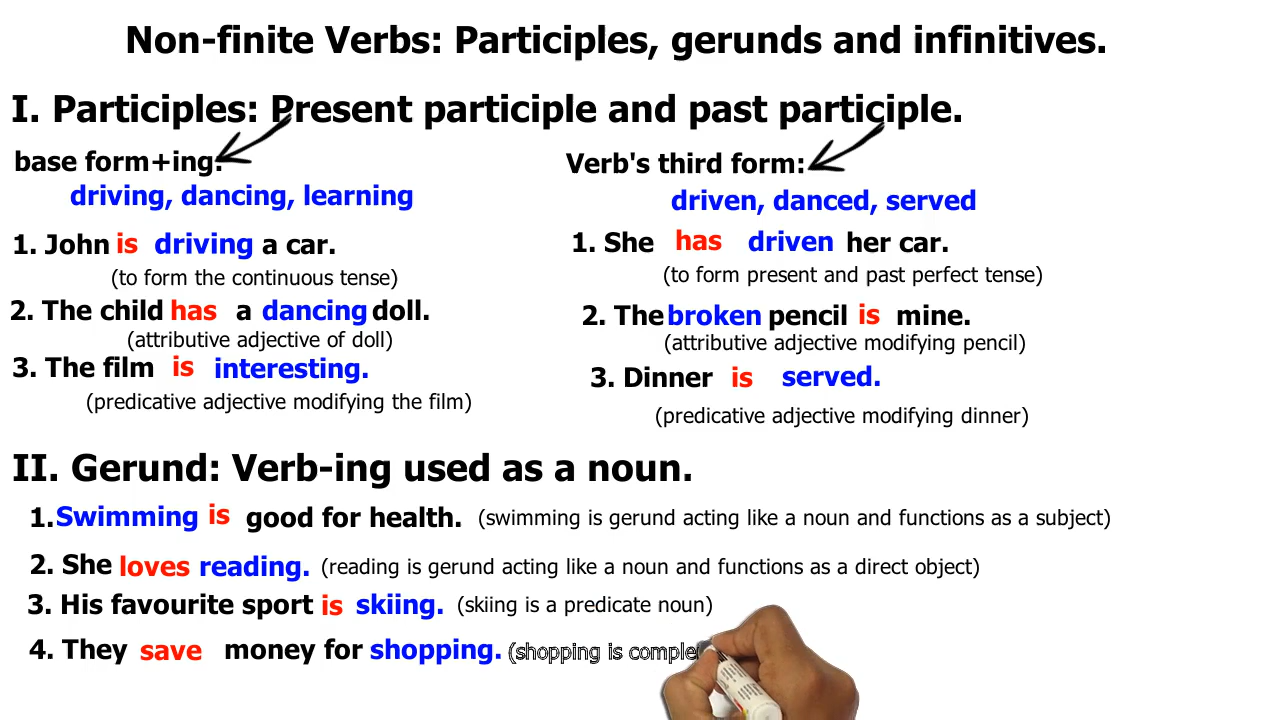 Non-finite Verbs: Participles, gerunds and infinitives.
I. Participles: Present participle and past participle.
base form+ing:
driving, dancing, learning
1. John is driving a car.
(to form the continuous tense)
2. The child has a dancing doll.
(attributive adjective of doll)
3. The film is interesting.
(predicative adjective modifying the film)
Verb's third form:
driven, danced, served
1. She has driven her car.
(to form present and past perfect tense)
2. The broken pencil is mine.
(attributive adjective modifying pencil)
3. Dinner is served.
(predicative adjective modifying dinner)
II. Gerund: Verb-ing used as a noun.
1.Swimming is good for health. (swimming is gerund acting like a noun and functions as a subject)
2. She loves reading. (reading is gerund acting like a noun and functions as a direct object)
3. His favourite sport is skiing. (skiing is a predicate noun)
4. They save money for shopping. (shopping is comple